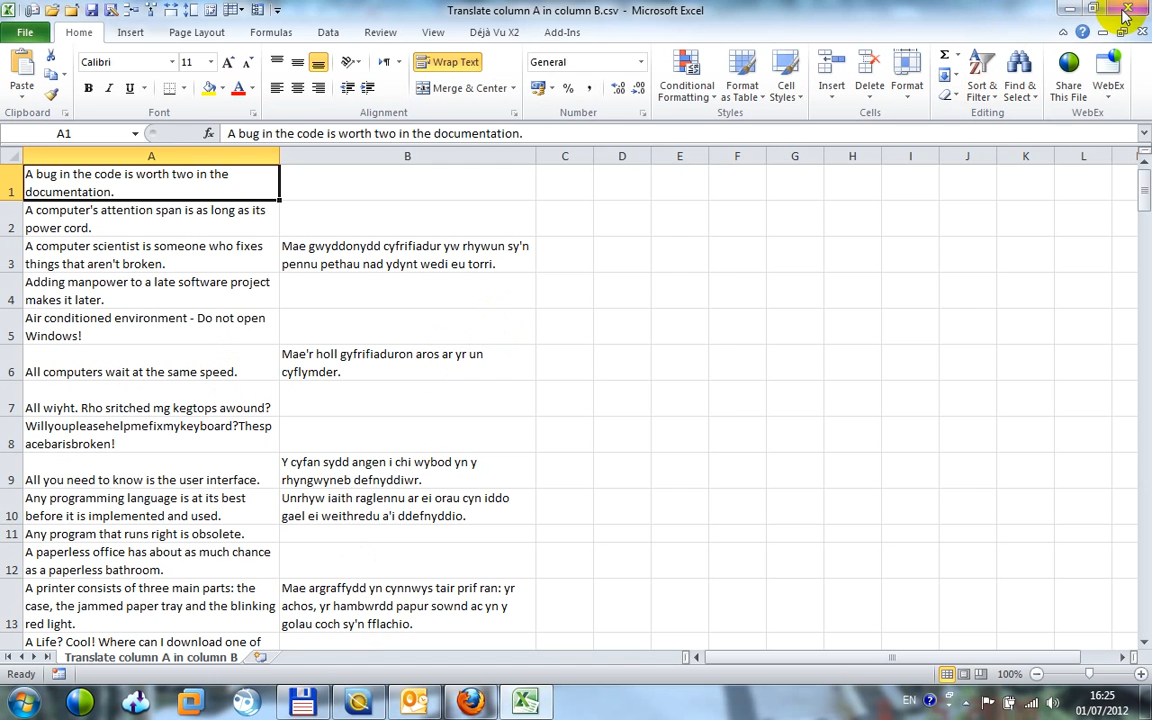 Translate column A in column B.csv - Microsoft Excel
File Home Insert Page Layout Formulas Data Review View Déjà Vu X2 Add-Ins
Calibri 11 Wrap Text General
Paste B I U A Merge & Center % , Conditional Formatting Format as Table Cell Styles Insert Delete Format Sort & Filter Find & Select Share This File WebEx
Clipboard Font Alignment Number Styles Cells Editing WebEx
A1 fx A bug in the code is worth two in the documentation.
A B C D E F G H I J K L
A bug in the code is worth two in the
1 documentation.
A computer's attention span is as long as its
2 power cord.
A computer scientist is someone who fixes Mae gwyddonydd cyfrifiadur yw rhywun sy'n
3 things that aren't broken. pennu pethau nad ydynt wedi eu torri.
Adding manpower to a late software project
4 makes it later.
Air conditioned environment - Do not open
5 Windows!
Mae'r holl gyfrifiaduron aros ar yr un
6 All computers wait at the same speed. cyflymder.
7 All wiyht. Rho sritched mg kegtops awound?
Willyoupleasehelpmefixmykeyboard?Thesp
8 acebarisbroken!
Y cyfan sydd angen i chi wybod yn y
9 All you need to know is the user interface. rhyngwyneb defnyddiwr.
Any programming language is at its best Unrhyw iaith raglennu ar ei orau cyn iddo
10 before it is implemented and used. gael ei weithredu a'i ddefnyddio.
11 Any program that runs right is obsolete.
A paperless office has about as much chance
12 as a paperless bathroom.
A printer consists of three main parts: the Mae argraffydd yn cynnwys tair prif ran: yr
case, the jammed paper tray and the blinking achos, yr hambwrdd papur sownd ac yn y
13 red light. golau coch sy'n fflachio.
A Life? Cool! Where can I download one of
Translate column A in column B
Ready 100%
EN 16:25
01/07/2012